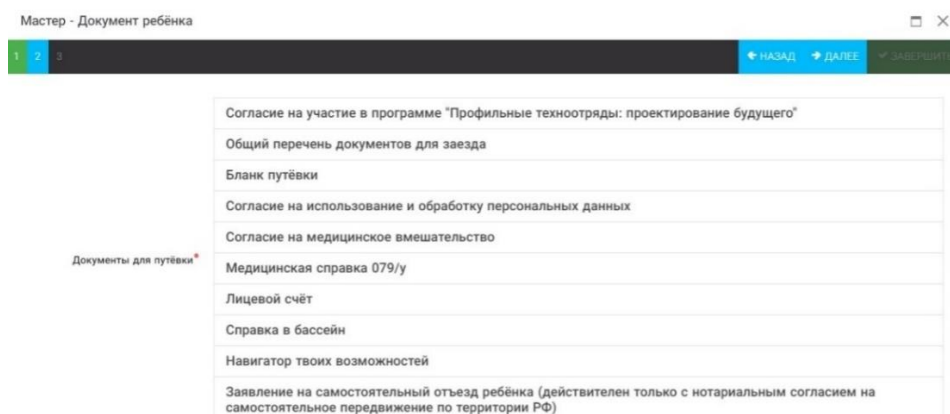 Мастер - Документ ребёнка
1 2 3 НАЗАД ДАЛЕЕ ЗАВЕРШИТЬ
Согласие на участие в программе "Профильные техноотряды: проектирование будущего"
Общий перечень документов для заезда
Бланк путёвки
Согласие на использование и обработку персональных данных
Согласие на медицинское вмешательство
Документы для путёвки*
Медицинская справка 079/у
Лицевой счёт
Справка в бассейн
Навигатор твоих возможностей
Заявление на самостоятельный отъезд ребёнка (действителен только с нотариальным согласием на
самостоятельное передвижение по территории РФ)